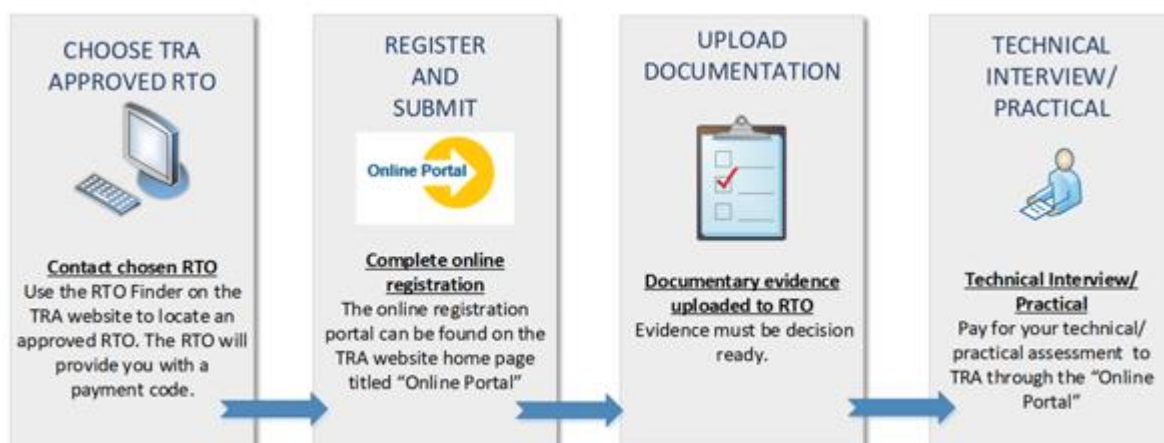 CHOOSE TRA
APPROVED RTO
Contact chosen RTO
Use the RTO Finder on the
TRA website to locate an
approved RTO. The RTO will
provide you with a
payment code.
REGISTER
AND
SUBMIT
Online Portal
Complete online
registration
The online registration
portal can be found on the
TRA website home page
titled “Online Portal”
UPLOAD
DOCUMENTATION
Documentary evidence
uploaded to RTO
Evidence must be decision
ready.
TECHNICAL
INTERVIEW/
PRACTICAL
Technical Interview/
Practical
Pay for your technical/
practical assessment to
TRA through the “Online
Portal”